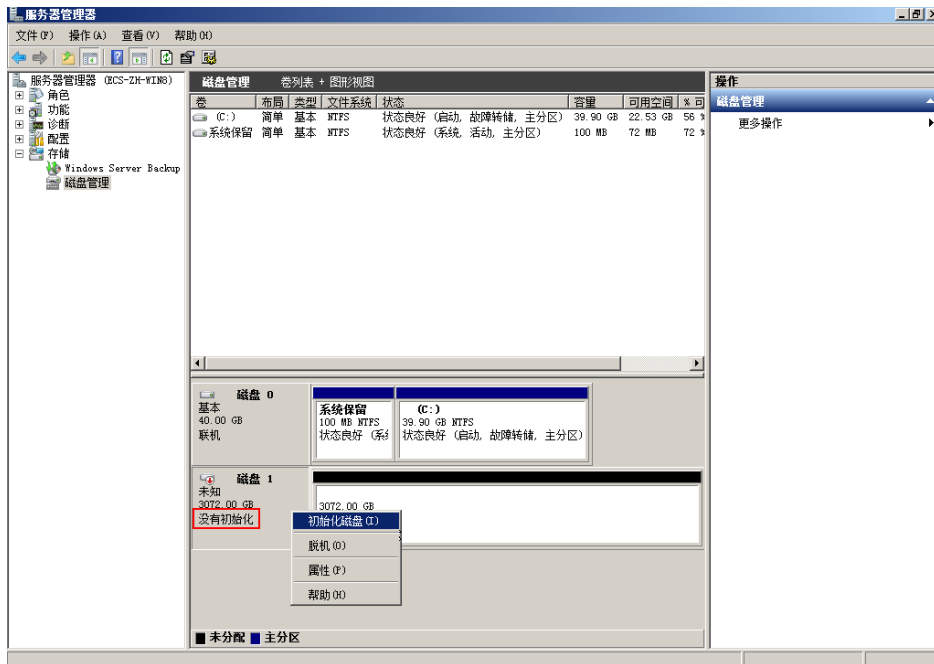 服务器管理器
文件(F) 操作(A) 查看(V) 帮助(H)
服务器管理器 (ECS-ZH-WIN8)
角色
功能
诊断
配置
存储
Windows Server Backup
磁盘管理
磁盘管理 卷列表 + 图形视图
卷 布局 类型 文件系统 状态 容量 可用空间 % 可
(C:) 简单 基本 NTFS 状态良好 (启动, 故障转储, 主分区) 39.90 GB 22.53 GB 56 %
系统保留 简单 基本 NTFS 状态良好 (系统, 活动, 主分区) 100 MB 72 MB 72 %
磁盘 0
基本
40.00 GB
联机
系统保留
100 MB NTFS
状态良好 (系统
(C:)
39.90 GB NTFS
状态良好 (启动, 故障转储, 主分区)
磁盘 1
未知
3072.00 GB
没有初始化
3072.00 GB
初始化磁盘(I)
脱机(O)
属性(P)
帮助(H)
未分配 主分区
操作
磁盘管理
更多操作